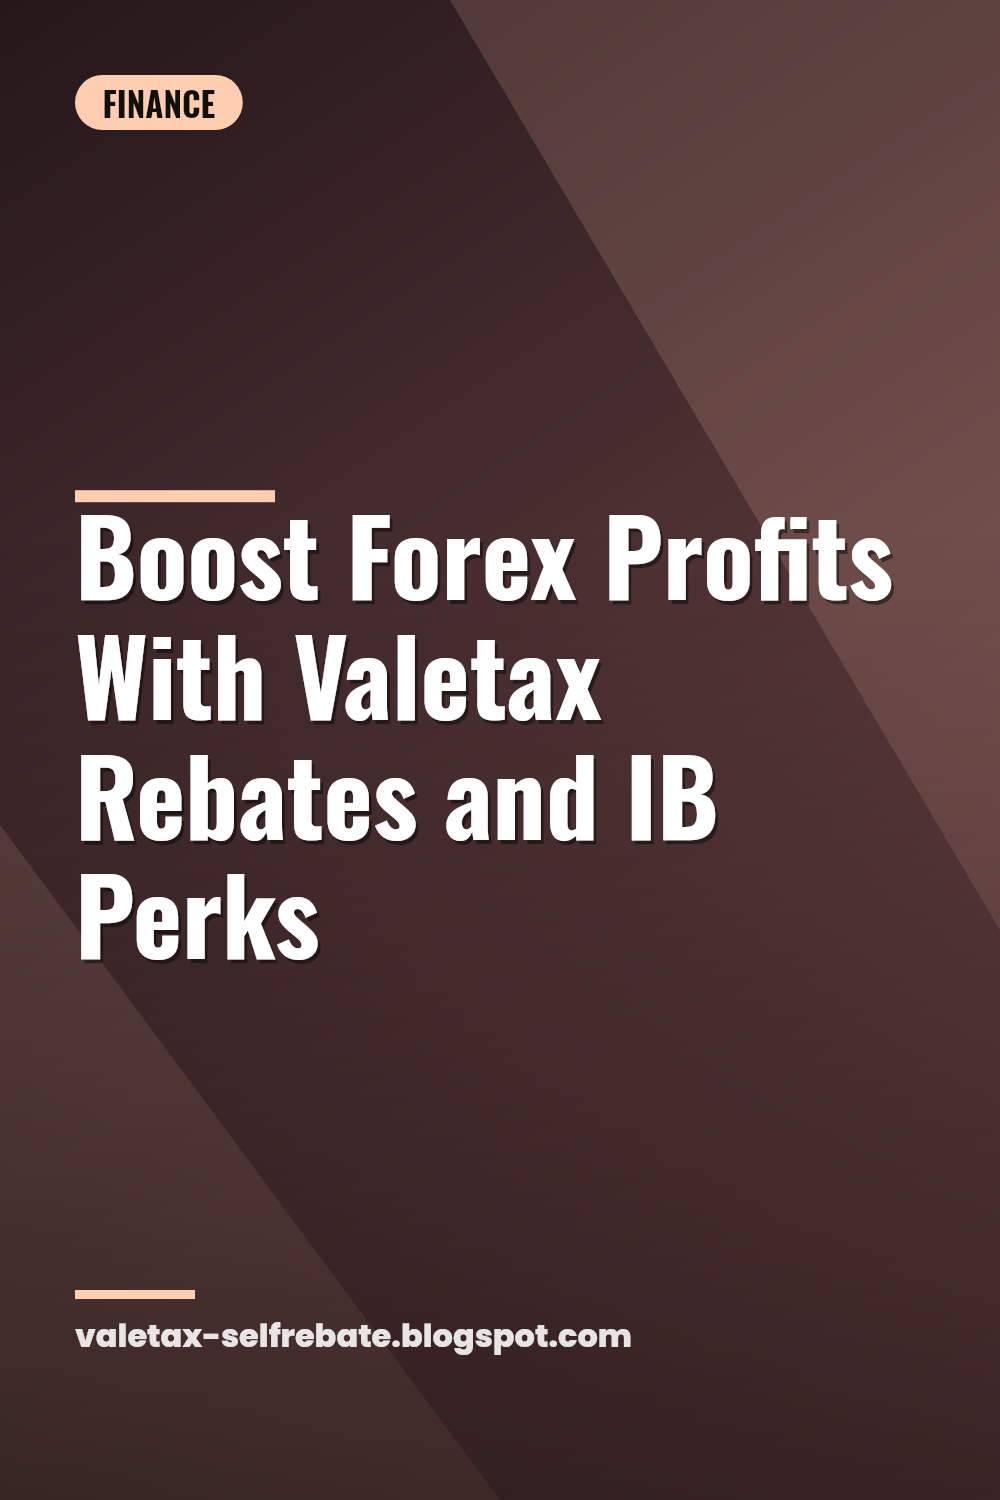 FINANCE
Boost Forex Profits
With Valetax
Rebates and IB
Perks
valetax-selfrebate.blogspot.com